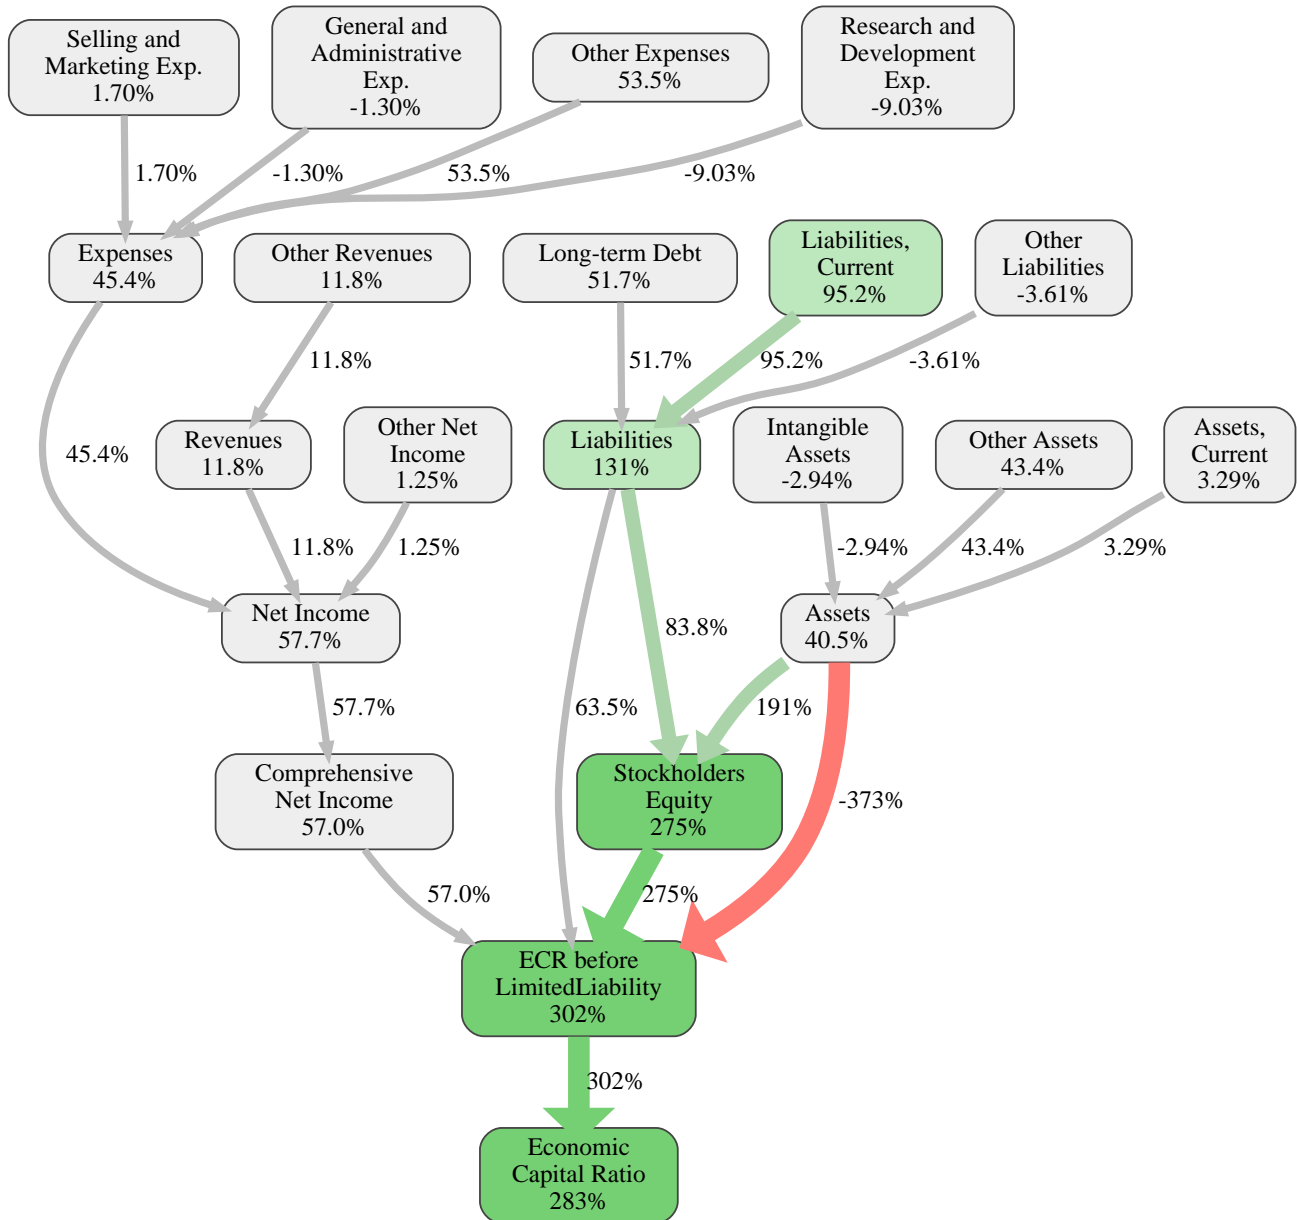 Selling and
Marketing Exp.
1.70%
General and
Administrative
Exp.
-1.30%
Other Expenses
53.5%
Research and
Development
Exp.
-9.03%
1.70%
-1.30%
53.5%
-9.03%
Expenses
45.4%
Other Revenues
11.8%
Long-term Debt
51.7%
Liabilities,
Current
95.2%
Other
Liabilities
-3.61%
11.8%
51.7%
95.2%
-3.61%
45.4%
Revenues
11.8%
Other Net
Income
1.25%
Liabilities
131%
Intangible
Assets
-2.94%
Other Assets
43.4%
Assets,
Current
3.29%
11.8%
1.25%
-2.94%
43.4%
3.29%
Net Income
57.7%
83.8%
Assets
40.5%
57.7%
63.5%
191%
Comprehensive
Net Income
57.0%
Stockholders
Equity
275%
-373%
57.0%
275%
ECR before
LimitedLiability
302%
302%
Economic
Capital Ratio
283%